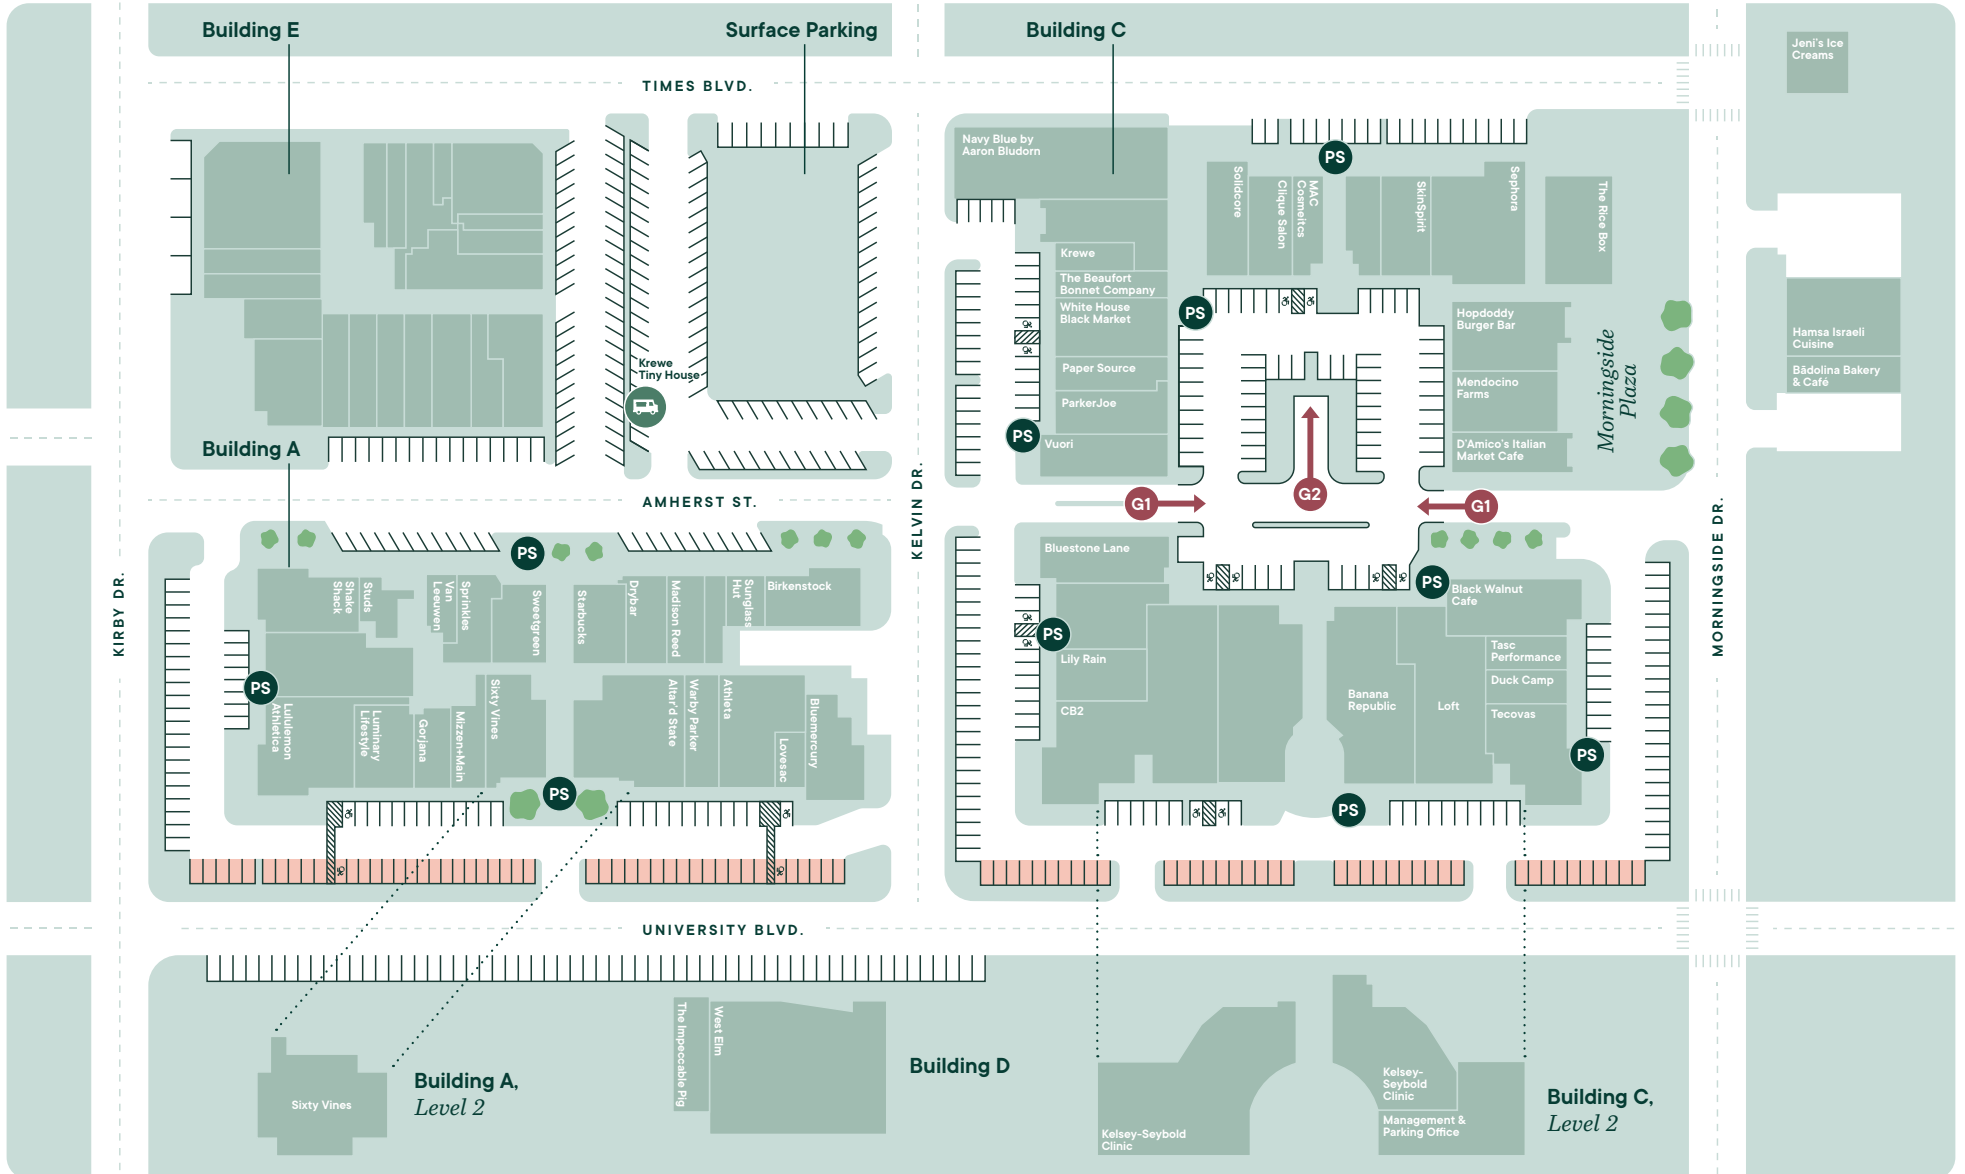 Building E
Surface Parking
Building C
Jeni's Ice
Creams
TIMES BLVD.
Navy Blue by
Aaron Bludorn
PS
Solidcore
Clique Salon
MAC
Cosmeitcs
SkinSpirit
Sephora
The Rice Box
Krewe
The Beaufort
Bonnet Company
White House
Black Market
PS
Hopdoddy
Burger Bar
Morningside
Plaza
Hamsa Israeli
Cuisine
Bādolina Bakery
& Café
Krewe
Tiny House
Paper Source
ParkerJoe
Mendocino
Farms
PS
Vuori
D'Amico's Italian
Market Cafe
Building A
AMHERST ST.
KELVIN DR.
G1
G2
G1
MORNINGSIDE DR.
KIRBY DR.
PS
Bluestone Lane
Shake
Shack
Studs
Van
Leeuwen
Sprinkles
Sweetgreen
Starbucks
Drybar
Madison Reed
Sunglass
Hut
Birkenstock
PS
Black Walnut
Cafe
PS
Lily Rain
CB2
Tasc
Performance
Duck Camp
Tecovas
Banana
Republic
Loft
PS
Lululemon
Athletica
Luminary
Lifestyle
Gorjana
Mizzen+Main
Sixty Vines
Altar'd State
Warby Parker
Athleta
Lovesac
Bluemercury
PS
PS
PS
UNIVERSITY BLVD.
The Impeccable Pig
West Elm
Building D
Sixty Vines
Building A,
Level 2
Kelsey-Seybold
Clinic
Kelsey-
Seybold
Clinic
Management &
Parking Office
Building C,
Level 2